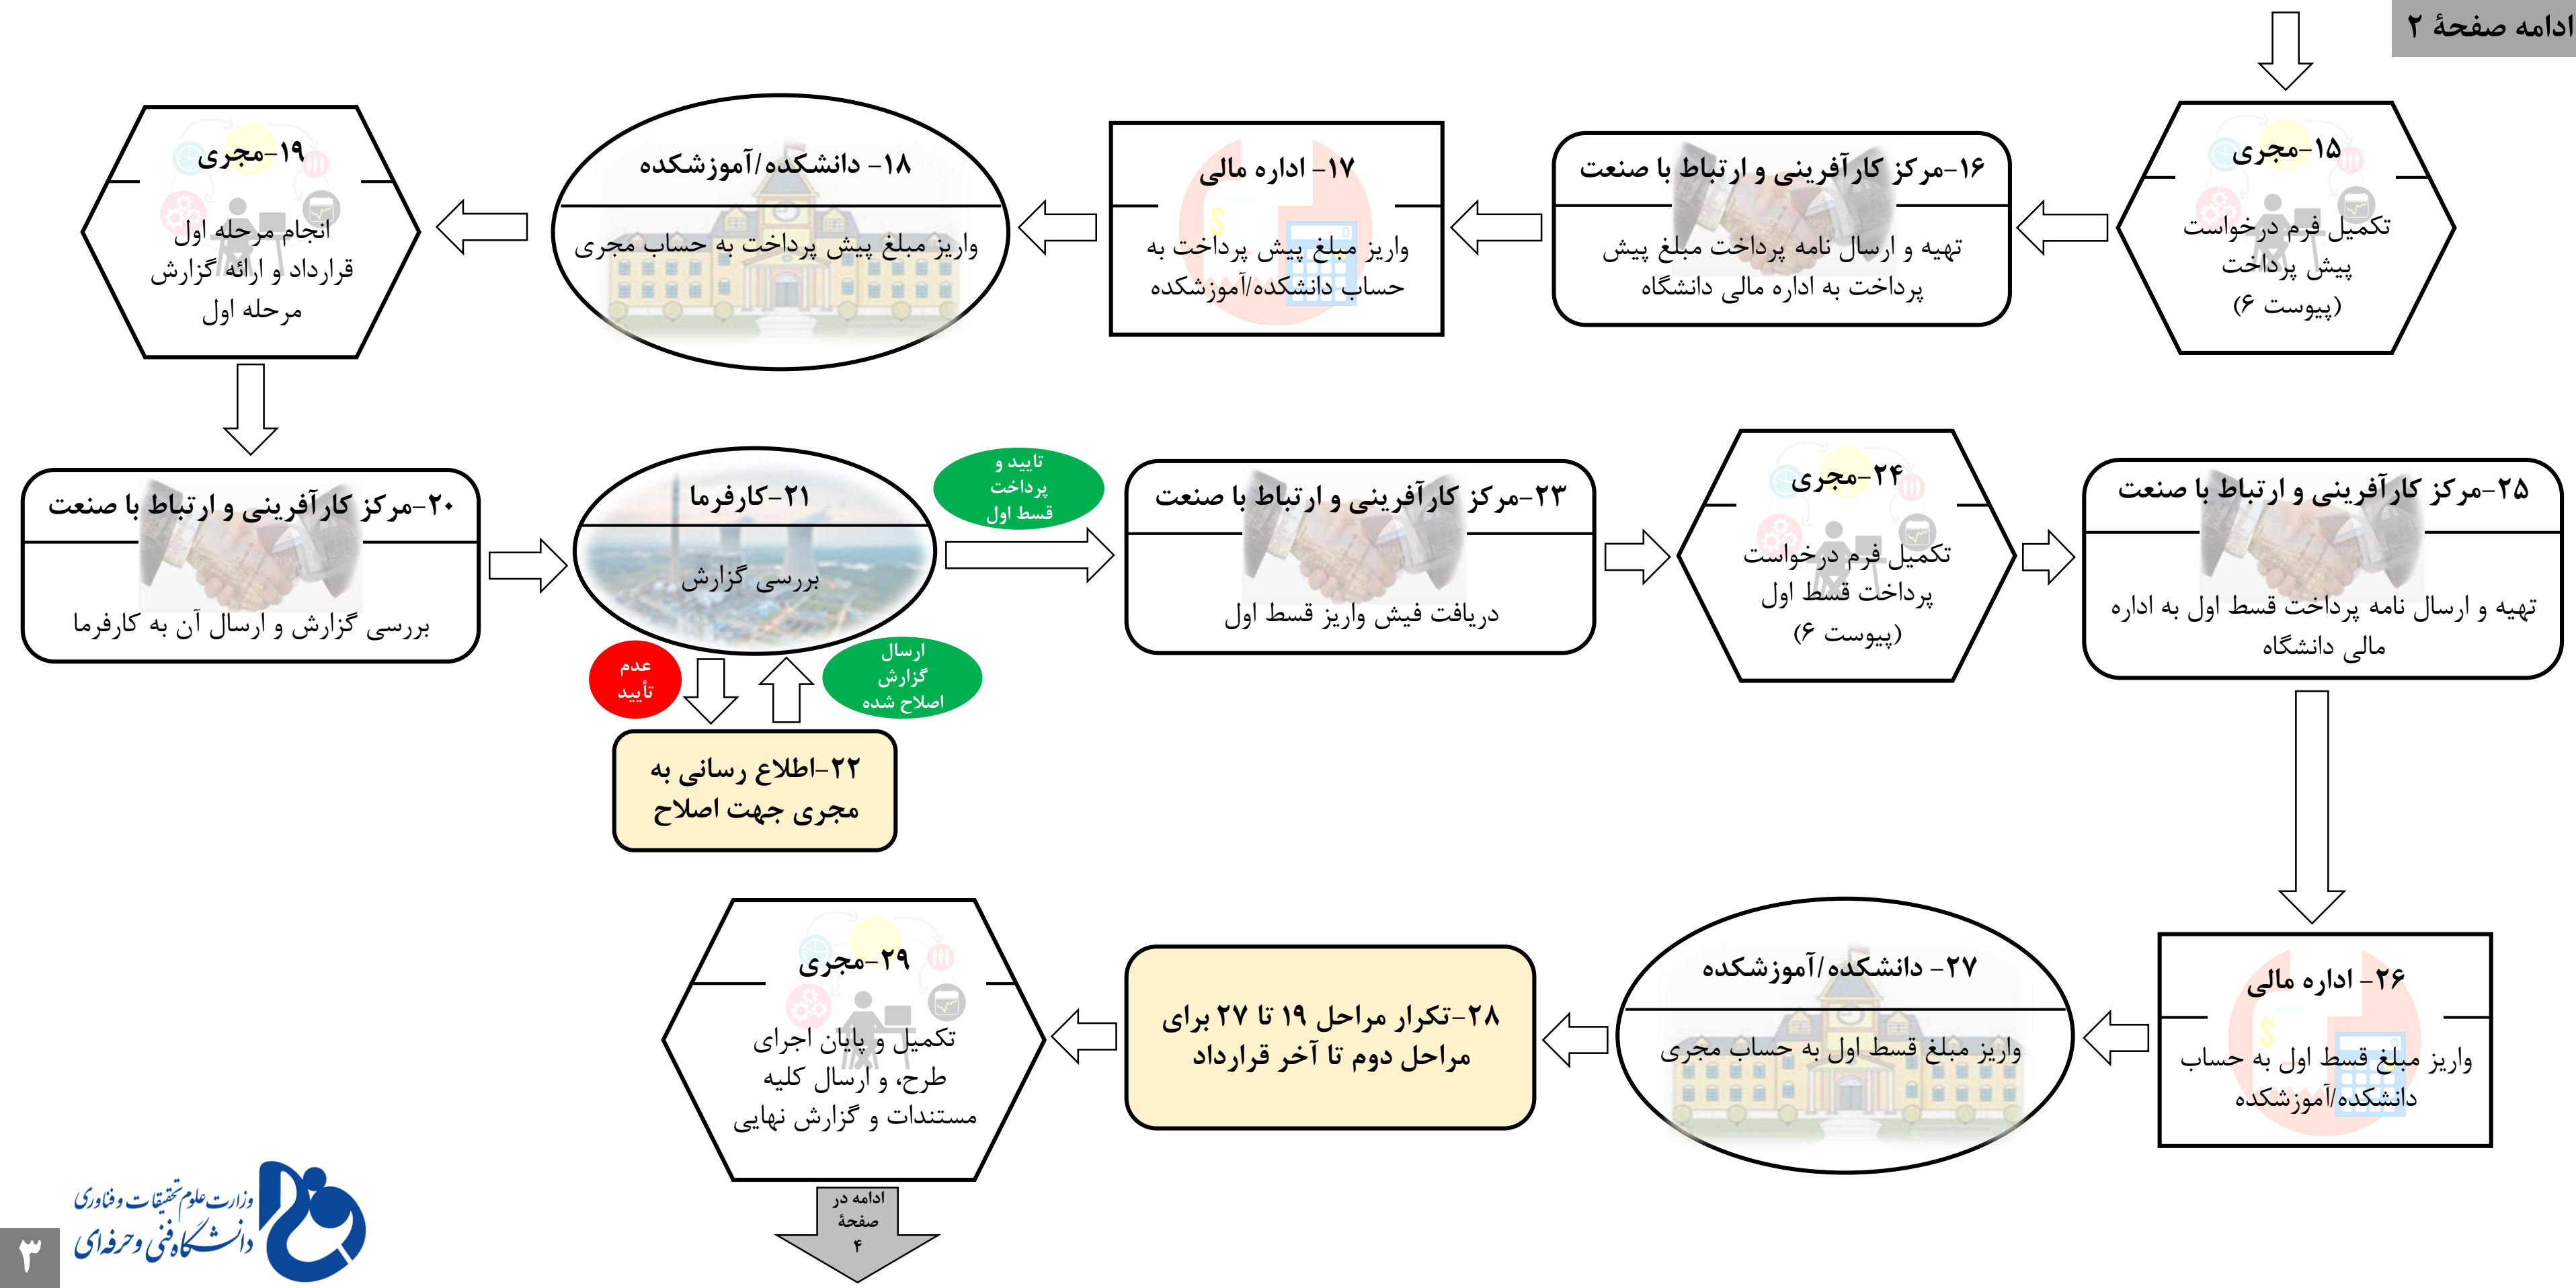 ادامه صفحهٔ ۲
۱۵-مجری
تکمیل فرم درخواست
پیش پرداخت
(پیوست ۶)
۱۶-مرکز کارآفرینی و ارتباط با صنعت
تهیه و ارسال نامه پرداخت مبلغ پیش
پرداخت به اداره مالی دانشگاه
۱۷- اداره مالی
واریز مبلغ پیش پرداخت به
حساب دانشکده/آموزشکده
۱۸- دانشکده/آموزشکده
واریز مبلغ پیش پرداخت به حساب مجری
۱۹-مجری
انجام مرحله اول
قرارداد و ارائه گزارش
مرحله اول
۲۰-مرکز کارآفرینی و ارتباط با صنعت
بررسی گزارش و ارسال آن به کارفرما
۲۱-کارفرما
بررسی گزارش
تایید و
پرداخت
قسط اول
عدم
تأیید
ارسال
گزارش
اصلاح شده
۲۲-اطلاع رسانی به
مجری جهت اصلاح
۲۳-مرکز کارآفرینی و ارتباط با صنعت
دریافت فیش واریز قسط اول
۲۴-مجری
تکمیل فرم درخواست
پرداخت قسط اول
(پیوست ۶)
۲۵-مرکز کارآفرینی و ارتباط با صنعت
تهیه و ارسال نامه پرداخت قسط اول به اداره
مالی دانشگاه
۲۶- اداره مالی
واریز مبلغ قسط اول به حساب
دانشکده/آموزشکده
۲۷- دانشکده/آموزشکده
واریز مبلغ قسط اول به حساب مجری
۲۸-تکرار مراحل ۱۹ تا ۲۷ برای
مراحل دوم تا آخر قرارداد
۲۹-مجری
تکمیل و پایان اجرای
طرح، و ارسال کلیه
مستندات و گزارش نهایی
ادامه در
صفحهٔ
۴
وزارت علوم تحقیقات و فناوری
دانشگاه فنی و حرفه‌ای
۳